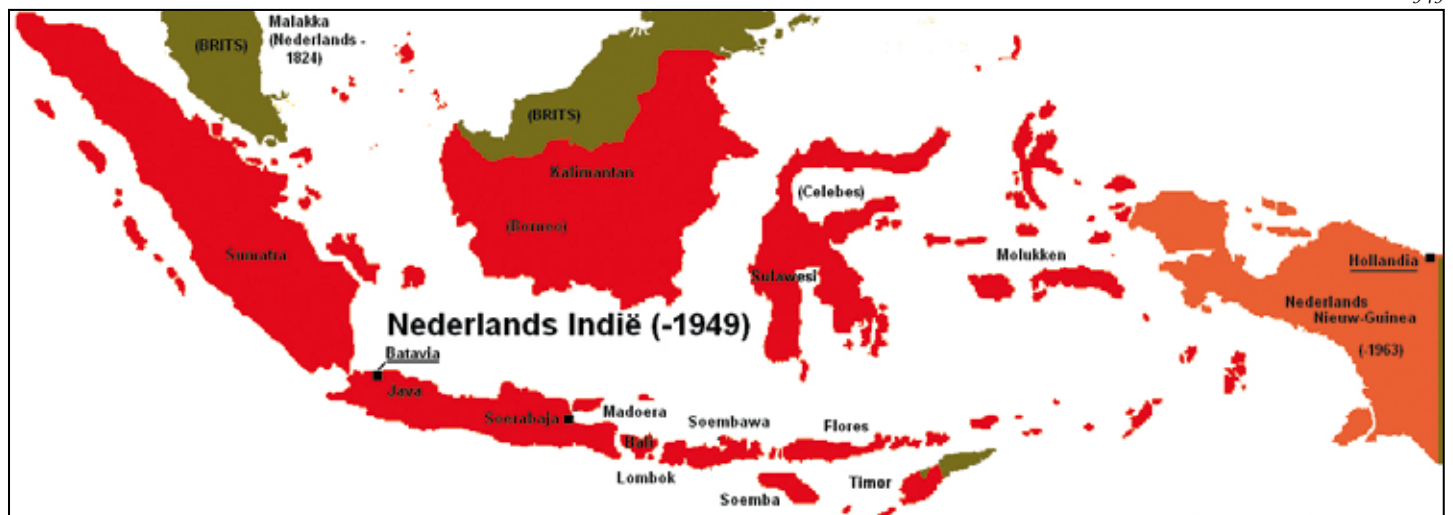 Malakka
(BRITS)
(Nederlands -
1824)
(BRITS)
Kalimantan
(Celebes)
(Borneo)
Sumatra
Molukken
Hollandia
Sulawesi
Nederlands
Nieuw-Guinea
Nederlands Indië (-1949)
(-1963)
Batavia
Java
Madoera
Soerabaja
Soembawa
Flores
Bali
Lombok
Timor
Soemba